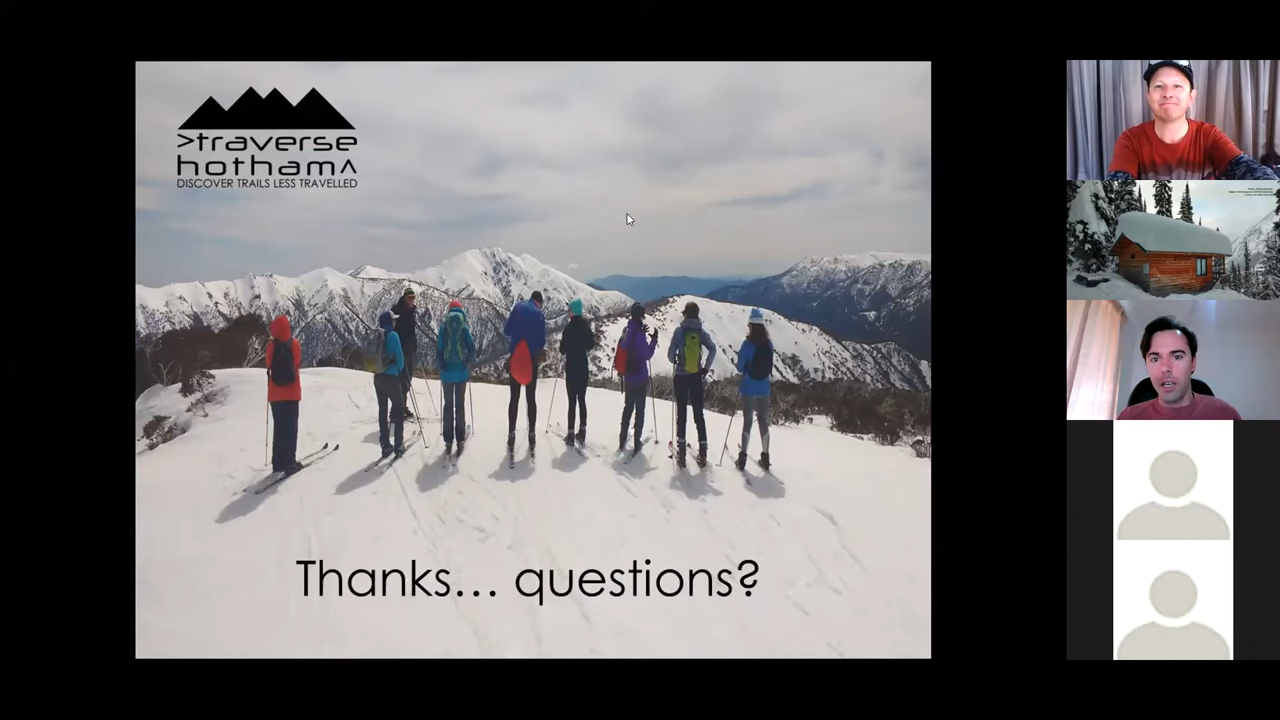 >traverse
hotham^
DISCOVER TRAILS LESS TRAVELLED
Thanks... questions?